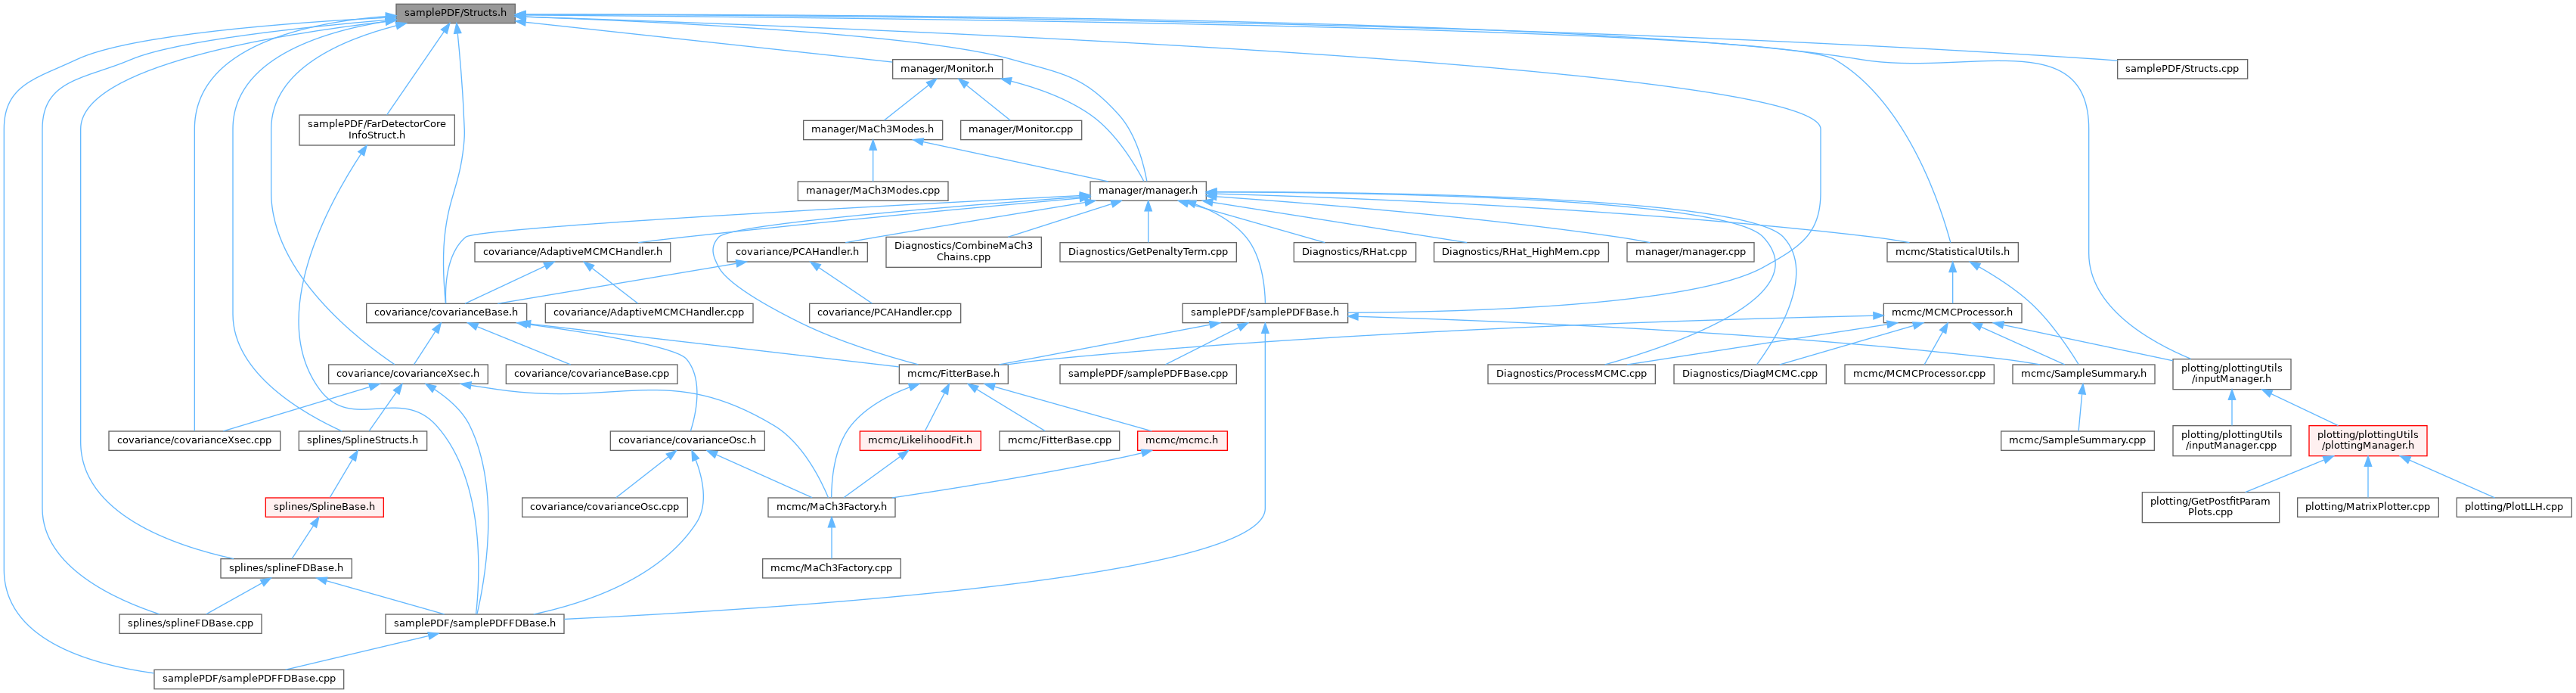 samplePDF/Structs.h
manager/Monitor.h
samplePDF/Structs.cpp
samplePDF/FarDetectorCore
InfoStruct.h
manager/MaCh3Modes.h
manager/Monitor.cpp
manager/MaCh3Modes.cpp
manager/manager.h
covariance/AdaptiveMCMCHandler.h
covariance/PCAHandler.h
Diagnostics/CombineMaCh3
Chains.cpp
Diagnostics/GetPenaltyTerm.cpp
Diagnostics/RHat.cpp
Diagnostics/RHat_HighMem.cpp
manager/manager.cpp
mcmc/StatisticalUtils.h
covariance/covarianceBase.h
covariance/AdaptiveMCMCHandler.cpp
covariance/PCAHandler.cpp
samplePDF/samplePDFBase.h
mcmc/MCMCProcessor.h
covariance/covarianceXsec.h
covariance/covarianceBase.cpp
mcmc/FitterBase.h
samplePDF/samplePDFBase.cpp
Diagnostics/ProcessMCMC.cpp
Diagnostics/DiagMCMC.cpp
mcmc/MCMCProcessor.cpp
mcmc/SampleSummary.h
plotting/plottingUtils
/inputManager.h
covariance/covarianceXsec.cpp
splines/SplineStructs.h
covariance/covarianceOsc.h
mcmc/LikelihoodFit.h
mcmc/FitterBase.cpp
mcmc/mcmc.h
mcmc/SampleSummary.cpp
plotting/plottingUtils
/inputManager.cpp
plotting/plottingUtils
/plottingManager.h
splines/SplineBase.h
covariance/covarianceOsc.cpp
mcmc/MaCh3Factory.h
plotting/GetPostfitParam
Plots.cpp
plotting/MatrixPlotter.cpp
plotting/PlotLLH.cpp
splines/splineFDBase.h
mcmc/MaCh3Factory.cpp
splines/splineFDBase.cpp
samplePDF/samplePDFFDBase.h
samplePDF/samplePDFFDBase.cpp